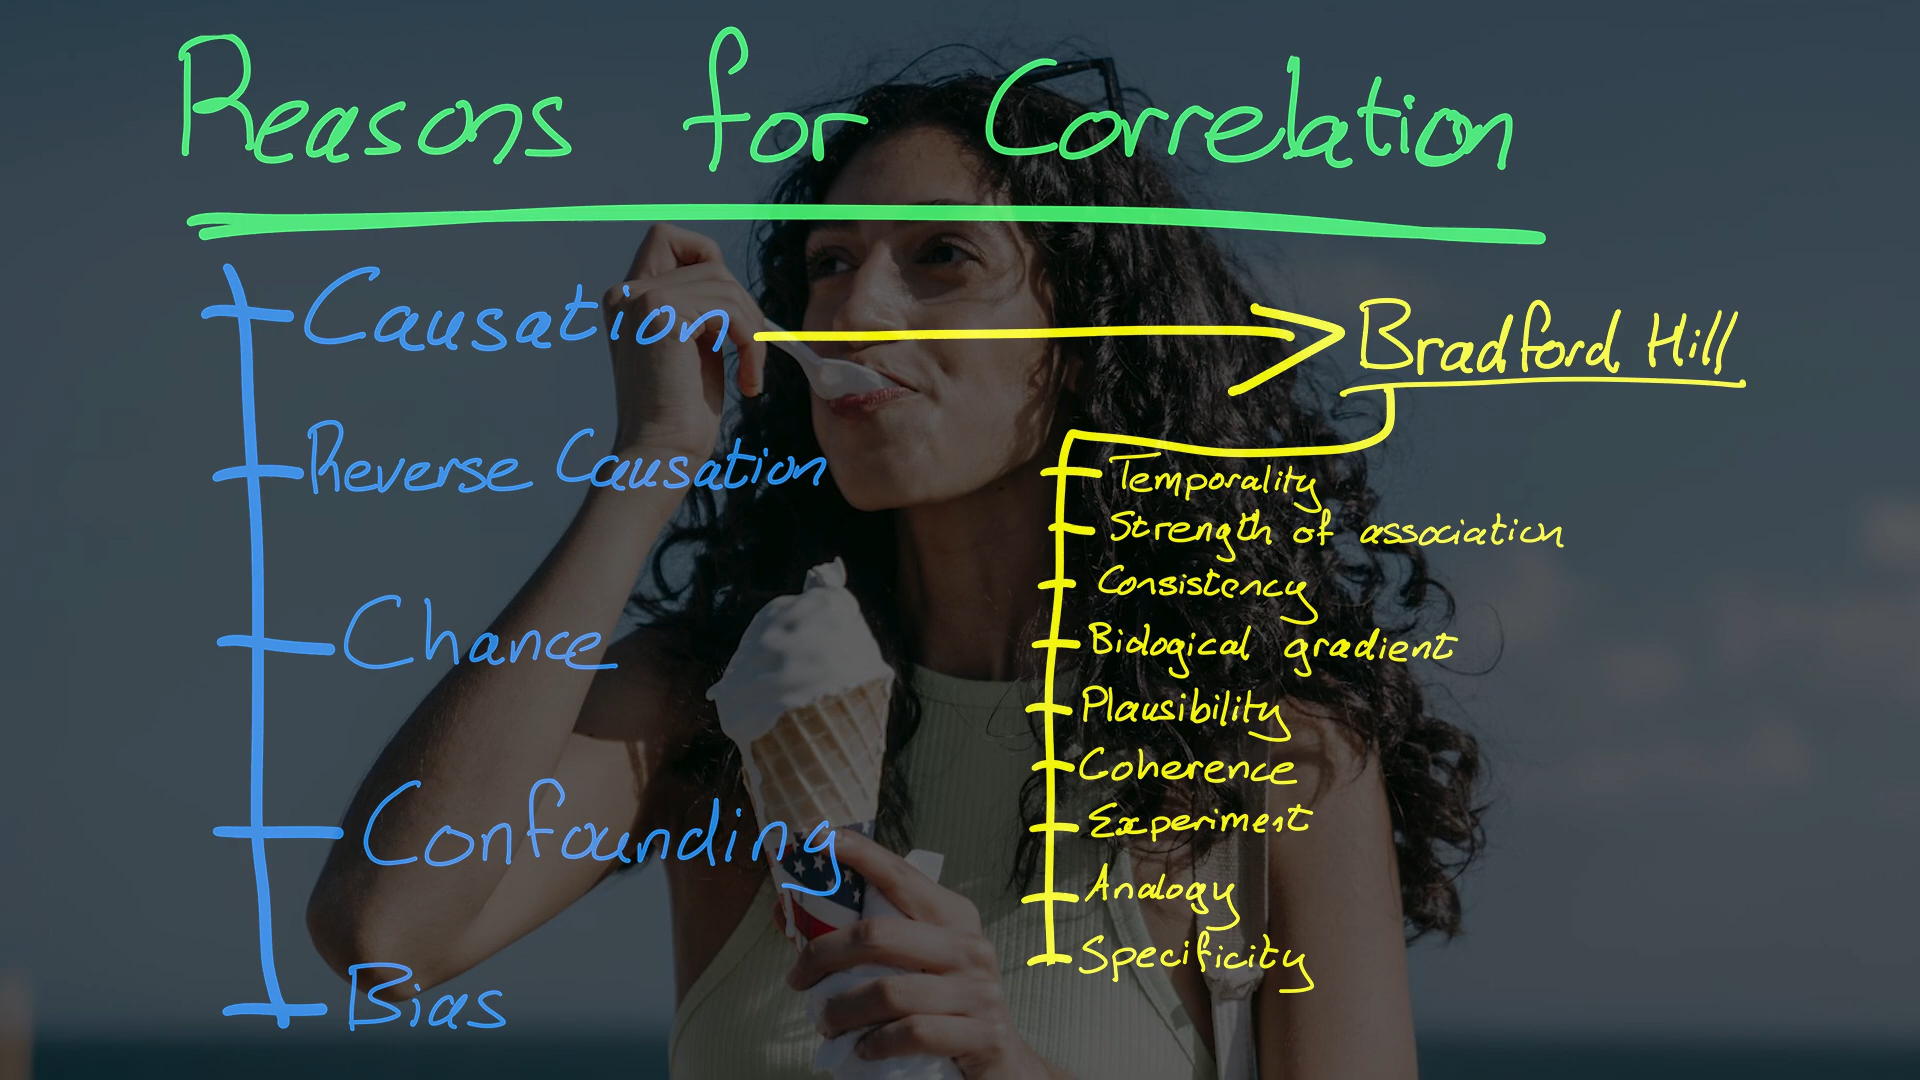 Reasons for Correlation
Causation
Reverse Causation
Chance
Confounding
Bias
Bradford Hill
Temporality
Strength of association
Consistency
Biological gradient
Plausibility
Coherence
Experiment
Analogy
Specificity